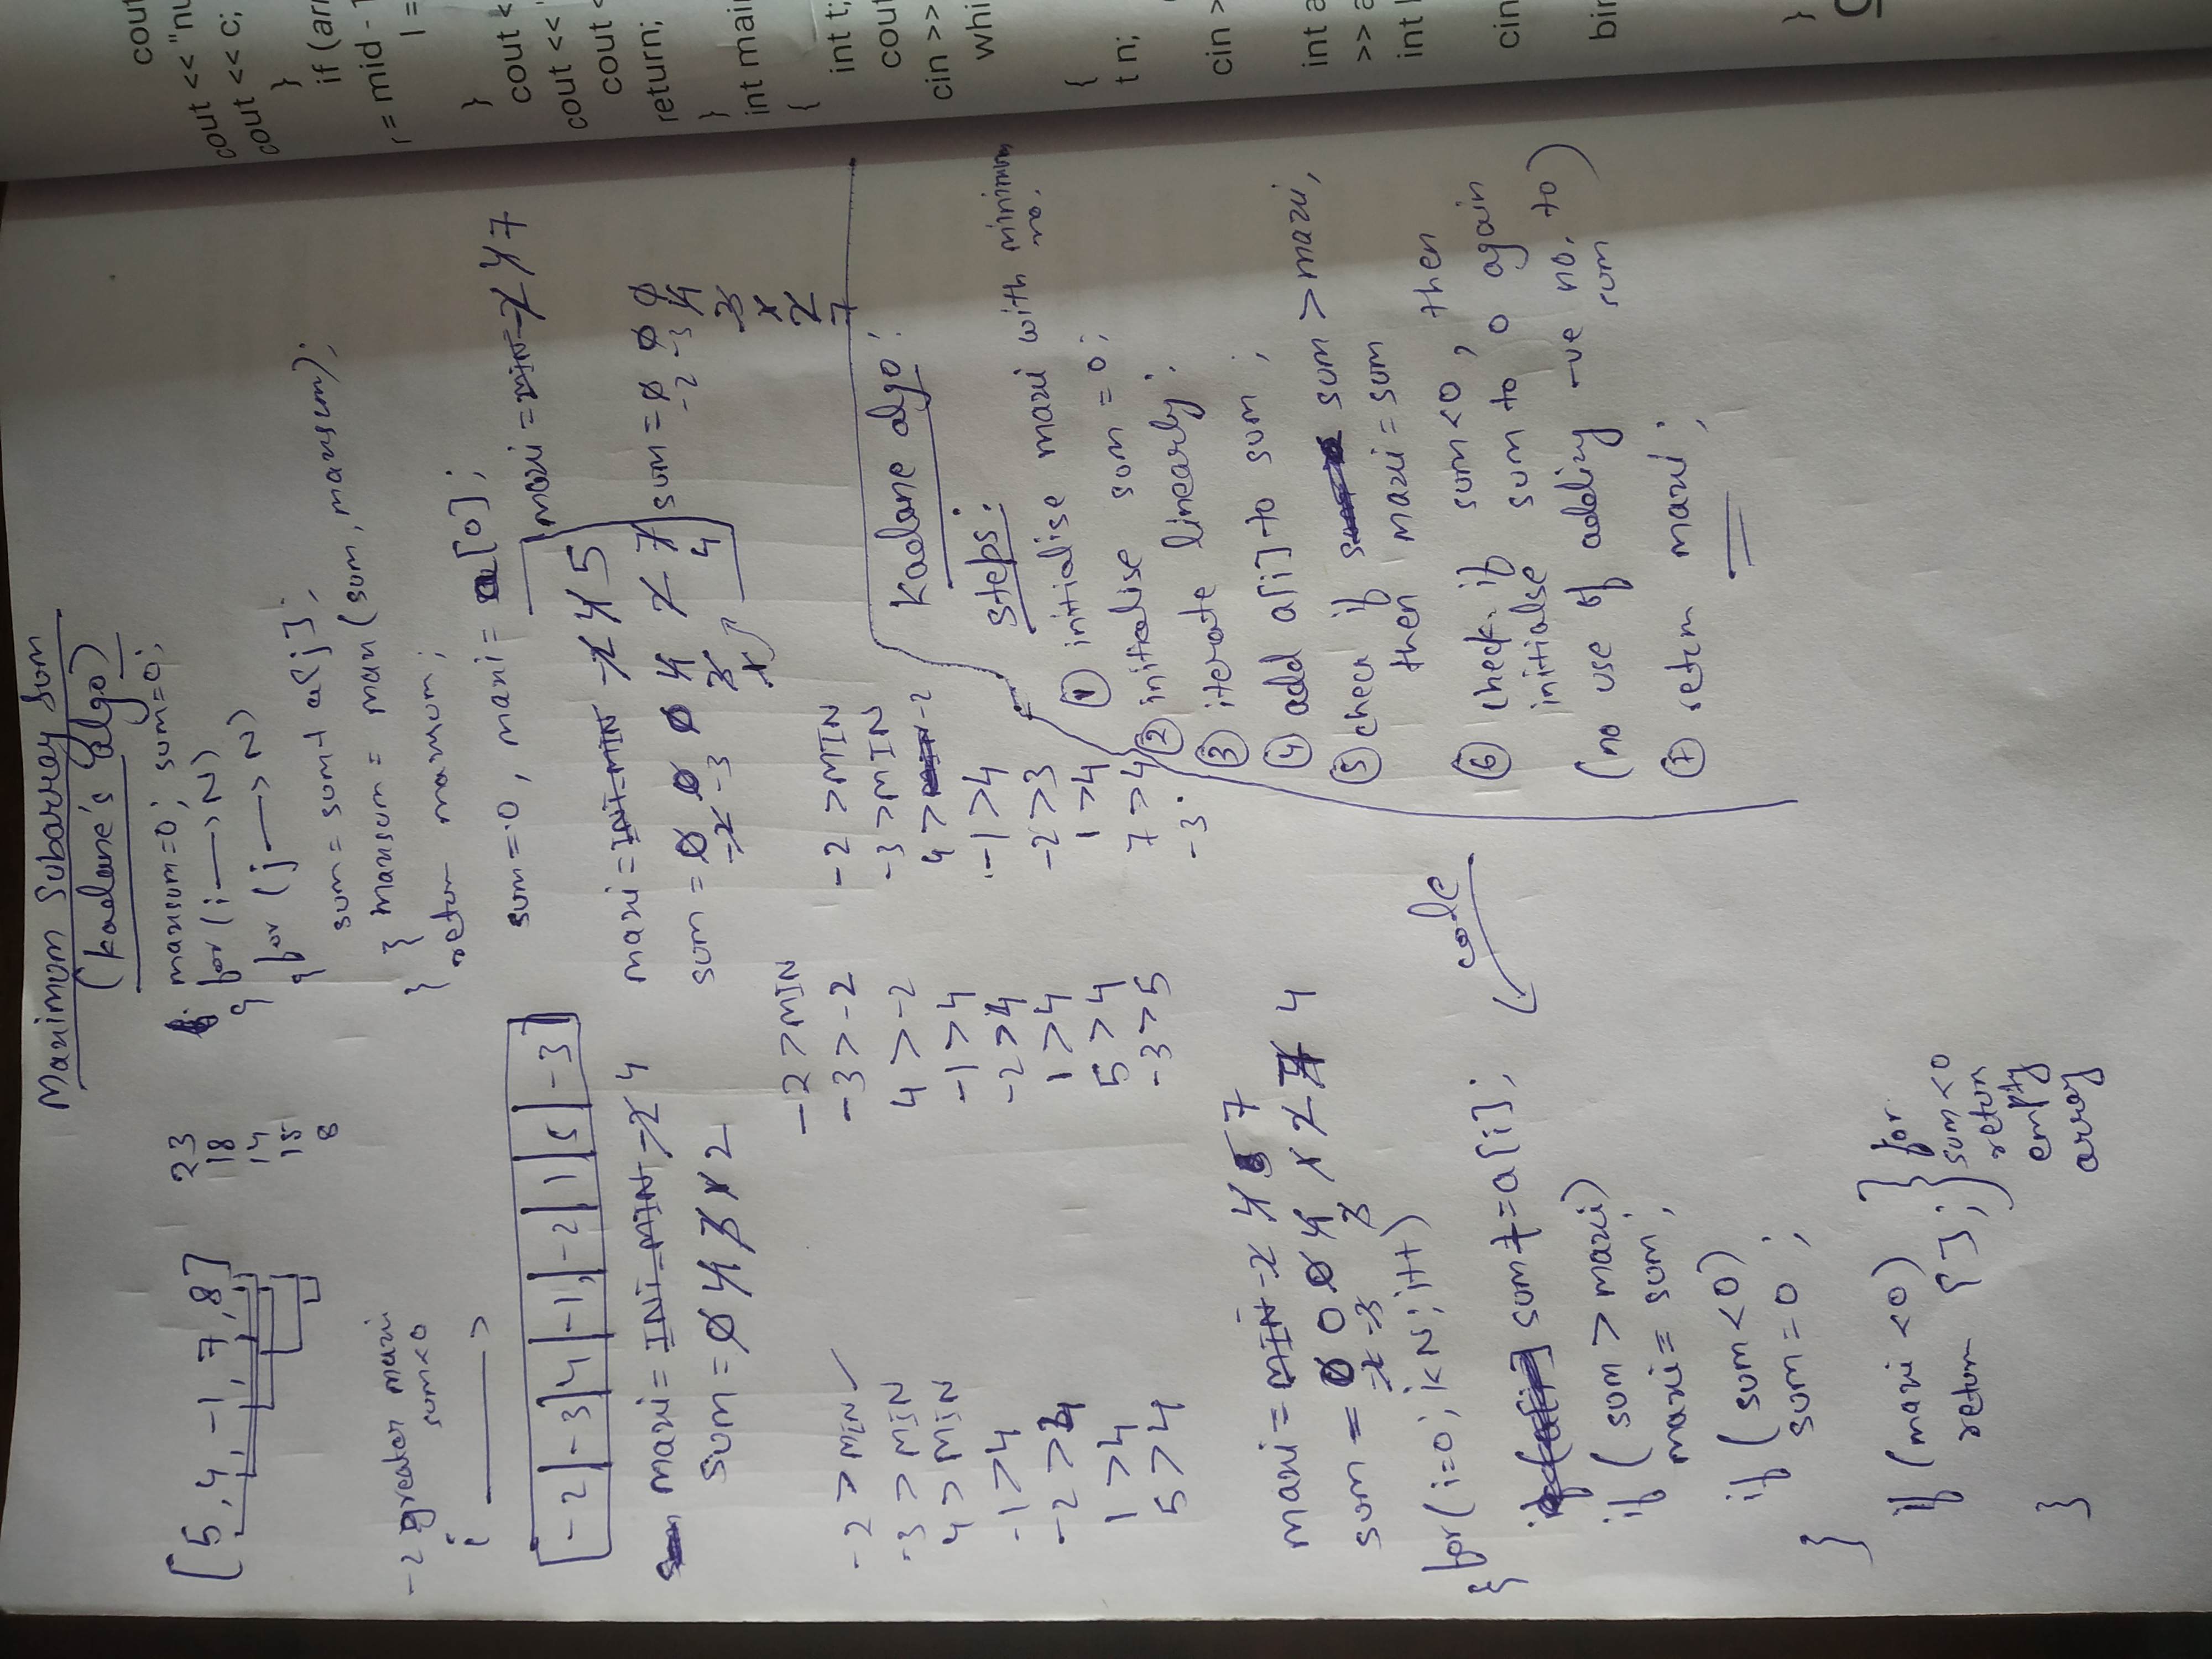 Maximum Subarray Sum
(Kadane's algo)
[5, 4, -1, 7, 8]
23
18
14
15
8
maxsum=0; sum=0;
for (i → N)
{ for (j → N)
{
sum = sum + a[j];
} maxsum = max (sum, maxsum);
}
return maxsum;
-2 greater maxi
sum<0
i →
sum = 0, maxi = a[0];
-2 | -3 | 4 | -1, | -2 | 1 | 5 | -3
maxi = INT_MIN -2 4
sum = 0 4 3 1 2
maxi = INT_MIN -2 4 5
sum = 0 0 0 4 2 7
-2 -3 3 4
1
maxi = MIN -2 4 7
sum = 0 0 0
-2 -3 4
3
1
2
7
-2 > MIN ✓
-3 > MIN
4 > MIN
-1 > 4
-2 > 4
1 > 4
5 > 4
-2 > MIN
-3 > -2
4 > -2
-1 > 4
-2 > 4
1 > 4
5 > 4
-3 > 5
-2 > MIN
-3 > MIN
4 > -2
-1 > 4
-2 > 3
1 > 4
7 > 4
-3
maxi = MIN -2 4 5 7
sum = 0 0 0 4 1 2 7 4
-2 -3 3
for (i=0; i<N; i++)
{
sum += a[i];
if (sum > maxi)
maxi = sum;
if (sum<0)
sum = 0;
}
if (maxi <0)
return [];
}
for
sum<0
return
empty
array
code
Kadane algo:
Steps:
① initialise maxi with minimum
no.
② initialise sum = 0;
③ iterate linearly:
④ add a[i] to sum;
⑤ check if sum > maxi,
then maxi = sum
⑥ check if sum<0, then
initialse sum to 0 again
(no use of adding -ve no. to)
sum
⑦ return maxi;
cout
cout << "nu
cout << c;
}
if (arr
r = mid -
l =
}
cout <
cout <<
cout <
return;
}
int mai
{
int t;
cout
cin >>
whi
{
t n;
cin >
int a
>> a
int l
cin
bin
}